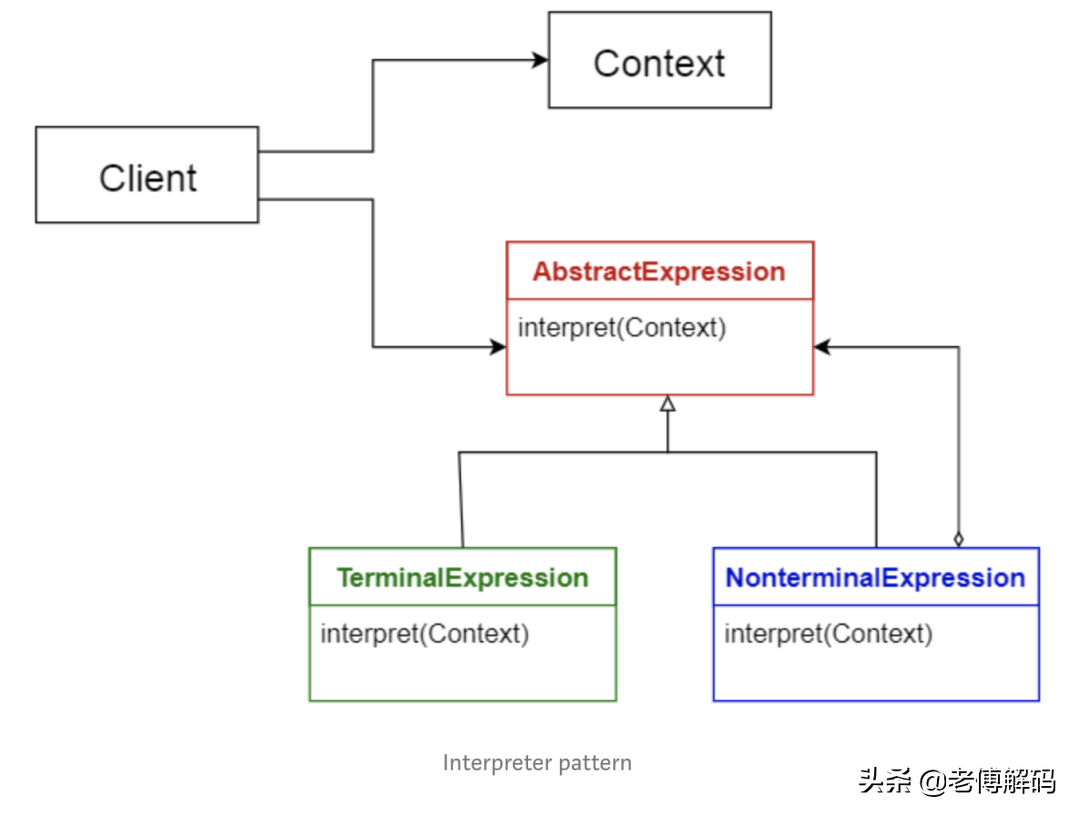 Context
Client
AbstractExpression
interpret(Context)
TerminalExpression
interpret(Context)
NonterminalExpression
interpret(Context)
Interpreter pattern
头条 @老傅解码